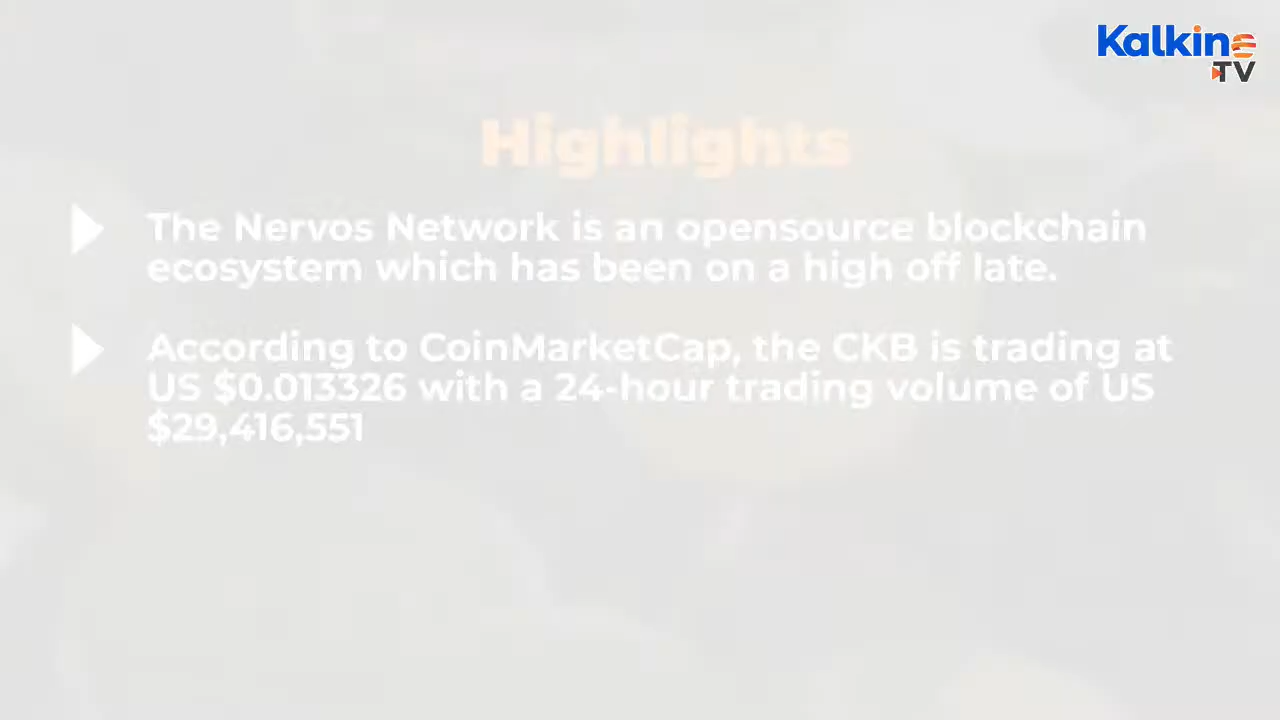 Kalkine
TV
Highlights
The Nervos Network is an opensource blockchain
ecosystem which has been on a high off late.
According to CoinMarketCap, the CKB is trading at
US $0.013326 with a 24-hour trading volume of US
$29,416,551